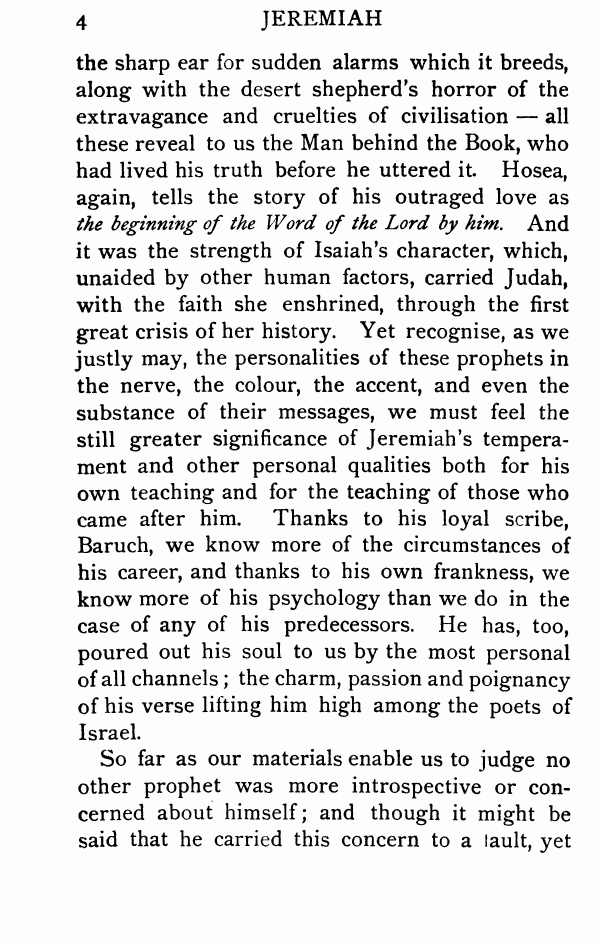 4 JEREMIAH
the sharp ear for sudden alarms which it breeds,
along with the desert shepherd's horror of the
extravagance and cruelties of civilisation — all
these reveal to us the Man behind the Book, who
had lived his truth before he uttered it. Hosea,
again, tells the story of his outraged love as
the beginning of the Word of the Lord by him. And
it was the strength of Isaiah's character, which,
unaided by other human factors, carried Judah,
with the faith she enshrined, through the first
great crisis of her history. Yet recognise, as we
justly may, the personalities of these prophets in
the nerve, the colour, the accent, and even the
substance of their messages, we must feel the
still greater significance of Jeremiah's tempera-
ment and other personal qualities both for his
own teaching and for the teaching of those who
came after him. Thanks to his loyal scribe,
Baruch, we know more of the circumstances of
his career, and thanks to his own frankness, we
know more of his psychology than we do in the
case of any of his predecessors. He has, too,
poured out his soul to us by the most personal
of all channels; the charm, passion and poignancy
of his verse lifting him high among the poets of
Israel.
So far as our materials enable us to judge no
other prophet was more introspective or con-
cerned about himself; and though it might be
said that he carried this concern to a fault, yet